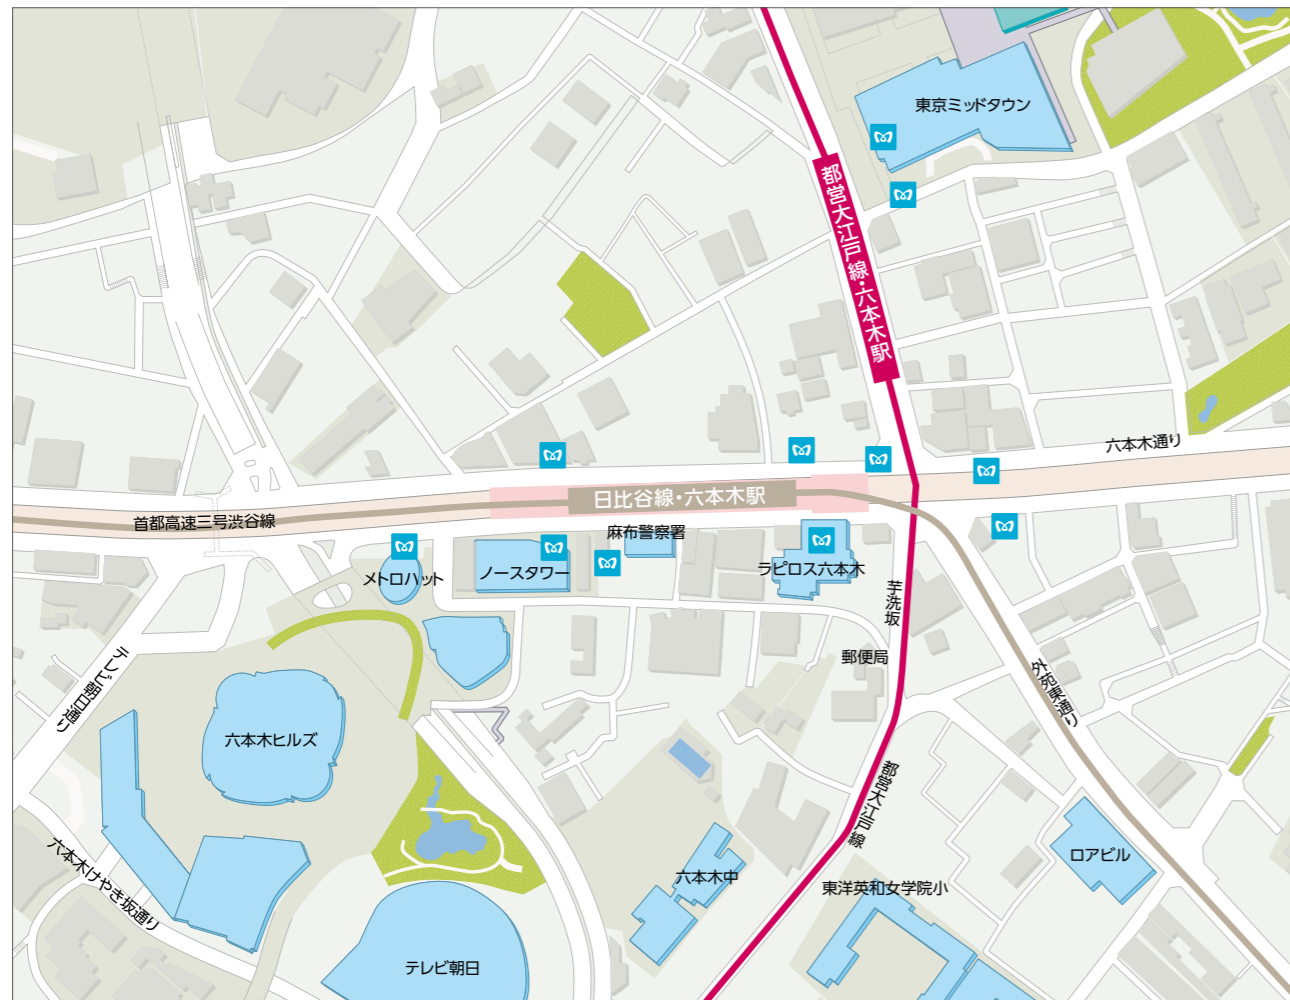 東京ミッドタウン
都営大江戸線・六本木駅
六本木通り
日比谷線・六本木駅
首都高速三号渋谷線
麻布警察署
メトロハット
ノースタワー
ラピロス六本木
芋洗坂
郵便局
テレビ朝日通り
外苑東通り
六本木ヒルズ
都営大江戸線
ロアビル
六本木けやき坂通り
六本木中
東洋英和女学院小
テレビ朝日